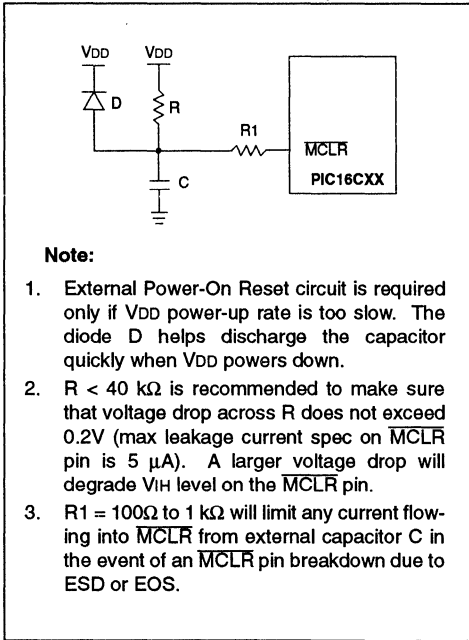 VDD VDD
D R
R1
MCLR
C
PIC16CXX
Note:
1. External Power-On Reset circuit is required
only if VDD power-up rate is too slow. The
diode D helps discharge the capacitor
quickly when VDD powers down.
2. R < 40 kΩ is recommended to make sure
that voltage drop across R does not exceed
0.2V (max leakage current spec on MCLR
pin is 5 μA). A larger voltage drop will
degrade VIH level on the MCLR pin.
3. R1 = 100Ω to 1 kΩ will limit any current flow-
ing into MCLR from external capacitor C in
the event of an MCLR pin breakdown due to
ESD or EOS.